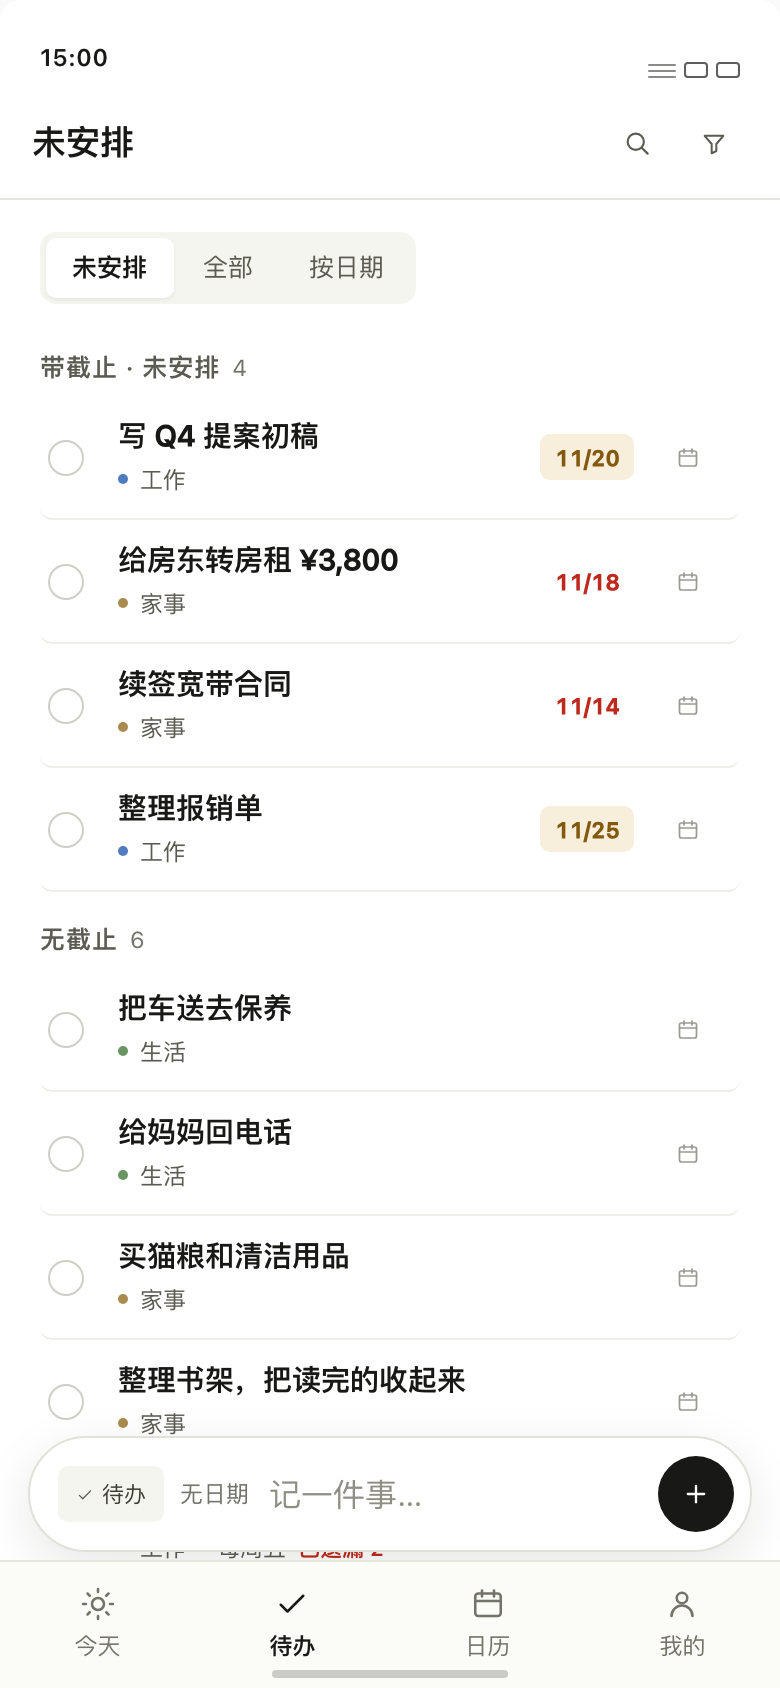 15:00
未安排
未安排 全部 按日期
带截止 · 未安排 4
写 Q4 提案初稿
工作
11/20
给房东转房租 ¥3,800
家事
11/18
续签宽带合同
家事
11/14
整理报销单
工作
11/25
无截止 6
把车送去保养
生活
给妈妈回电话
生活
买猫粮和清洁用品
家事
整理书架，把读完的收起来
家事
待办 无日期 记一件事...
今天 待办 日历 我的